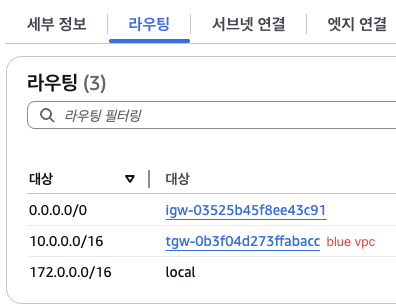 세부 정보 라우팅 서브넷 연결 엣지 연결
라우팅 (3)
라우팅 필터링
대상 대상
0.0.0.0/0 igw-03525b45f8ee43c91
10.0.0.0/16 tgw-0b3f04d273ffabacc blue vpc
172.0.0.0/16 local